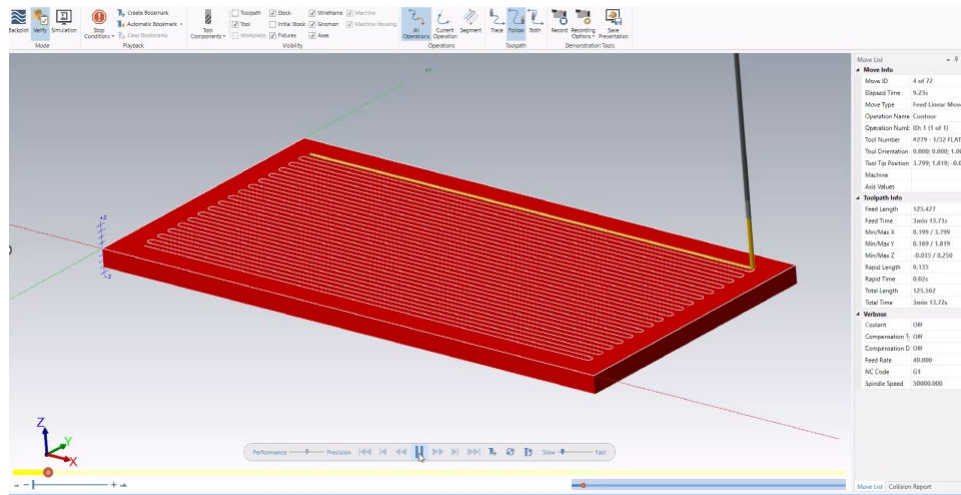 Backplot Verify Simulation
Mode
Stop Conditions
Create Bookmark
Automatic Bookmark
Clear Bookmarks
Playback
Tool Components
Toolpath Stock Wireframe Machine
Tool Initial Stock Gnomon Machine Housing
Workpiece Fixtures Axes
Visibility
All Operations Current Operation Segment
Operations
Trace Follow Both
Toolpath
Record Recording Options Save Presentation
Demonstration Tools
Move List
Move Info
Move ID 4 of 72
Elapsed Time 9.23s
Move Type Feed Linear Mov
Operation Name Contour
Operation Numb ID: 1 (1 of 1)
Tool Number #279 - 1/32 FLAT
Tool Orientation 0.000; 0.000; 1.00
Tool Tip Position 3.799; 1.819; -0.0
Machine
Axis Values
Toolpath Info
Feed Length 125.427
Feed Time 3min 13.71s
Min/Max X 0.199 / 3.799
Min/Max Y 0.169 / 1.819
Min/Max Z -0.035 / 0.250
Rapid Length 0.135
Rapid Time 0.02s
Total Length 125.562
Total Time 3min 13.72s
Verbose
Coolant Off
Compensation T Off
Compensation D Off
Feed Rate 40.000
NC Code G1
Spindle Speed 50000.000
+Z
-Z
Z
Y
X
Performance Precision Slow Fast
Move List Collision Report